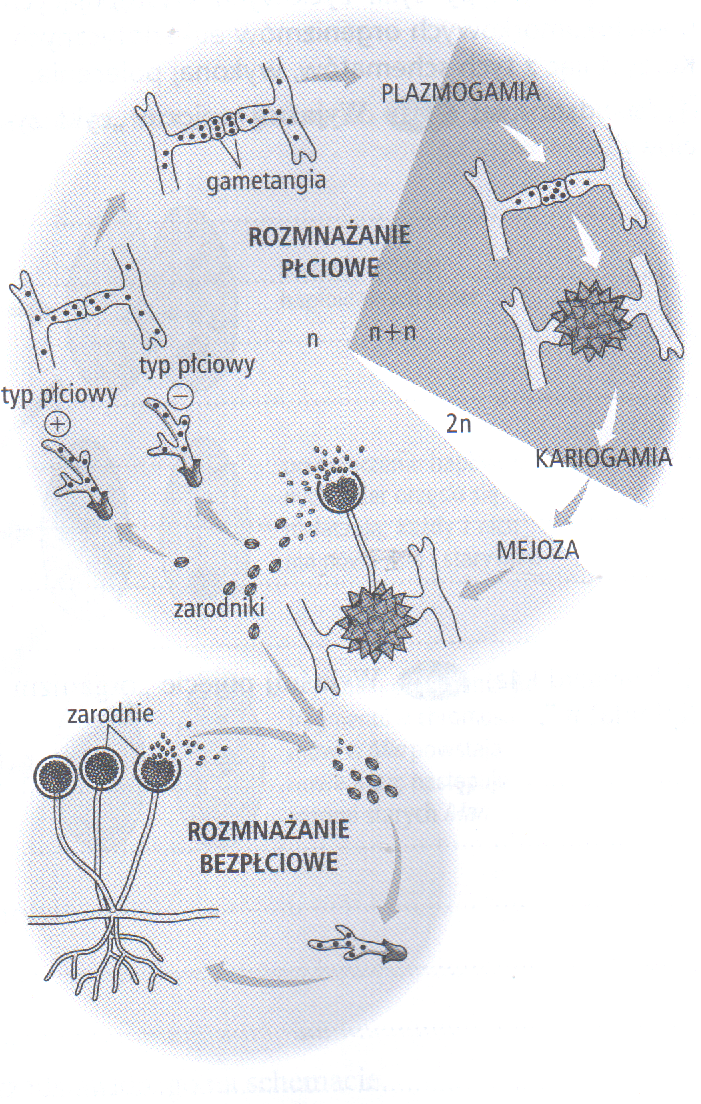 PLAZMOGAMIA
gametangia
ROZMNAŻANIE
PŁCIOWE
n
n+n
typ płciowy
typ płciowy
+
−
2n
KARIOGAMIA
MEJOZA
zarodniki
zarodnie
ROZMNAŻANIE
BEZPŁCIOWE